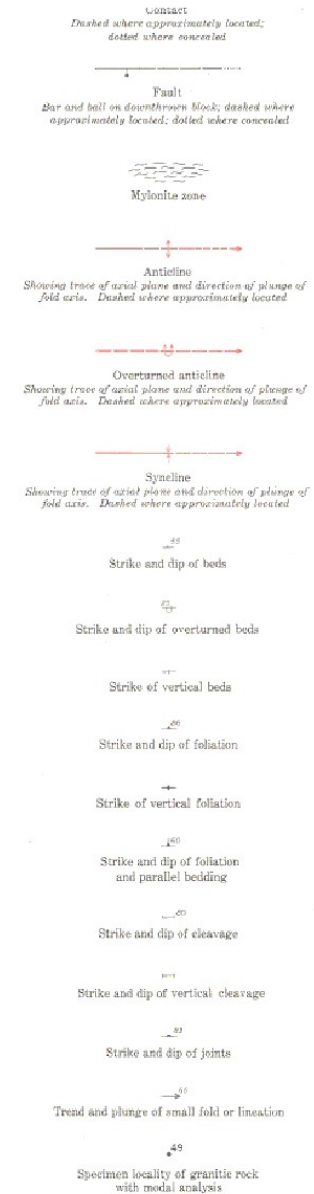 Contact
Dashed where approximately located;
dotted where concealed
Fault
Bar and ball on downthrown block; dashed where
approximately located; dotted where concealed
Mylonite zone
Anticline
Showing trace of axial plane and direction of plunge of
fold axis. Dashed where approximately located
Overturned anticline
Showing trace of axial plane and direction of plunge of
fold axis. Dashed where approximately located
Syncline
Showing trace of axial plane and direction of plunge of
fold axis. Dashed where approximately located
Strike and dip of beds
Strike and dip of overturned beds
Strike of vertical beds
Strike and dip of foliation
Strike of vertical foliation
60
Strike and dip of foliation
and parallel bedding
Strike and dip of cleavage
Strike and dip of vertical cleavage
Strike and dip of joints
Trend and plunge of small fold or lineation
49
Specimen locality of granitic rock
with modal analysis